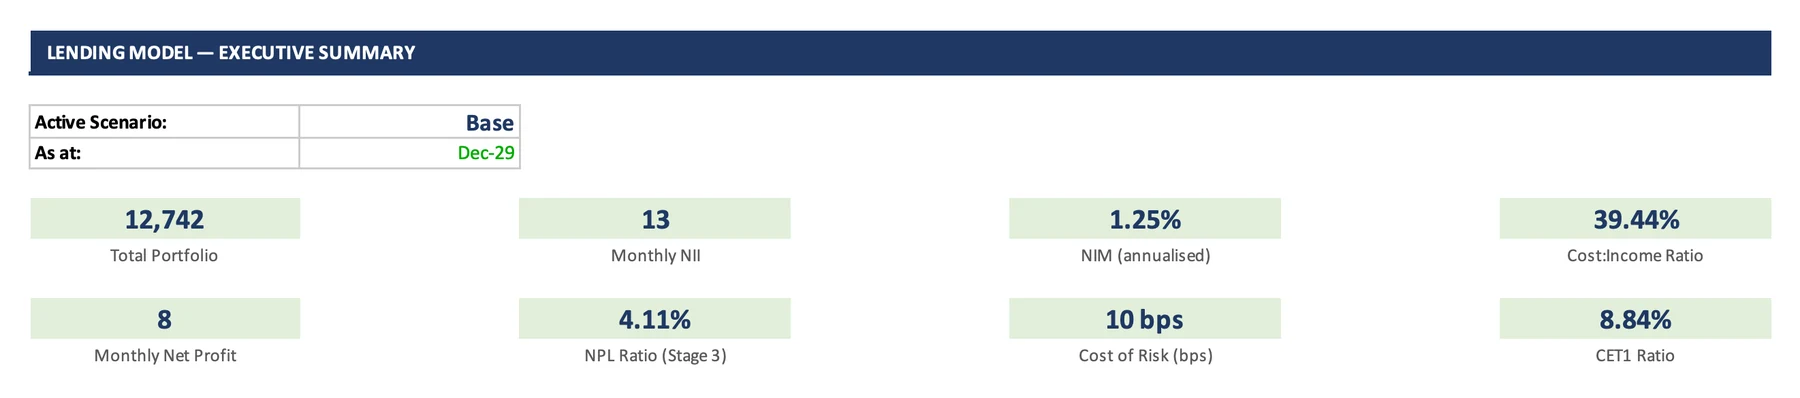 LENDING MODEL — EXECUTIVE SUMMARY
Active Scenario: Base
As at: Dec-29
12,742 13 1.25% 39.44%
Total Portfolio Monthly NII NIM (annualised) Cost:Income Ratio
8 4.11% 10 bps 8.84%
Monthly Net Profit NPL Ratio (Stage 3) Cost of Risk (bps) CET1 Ratio